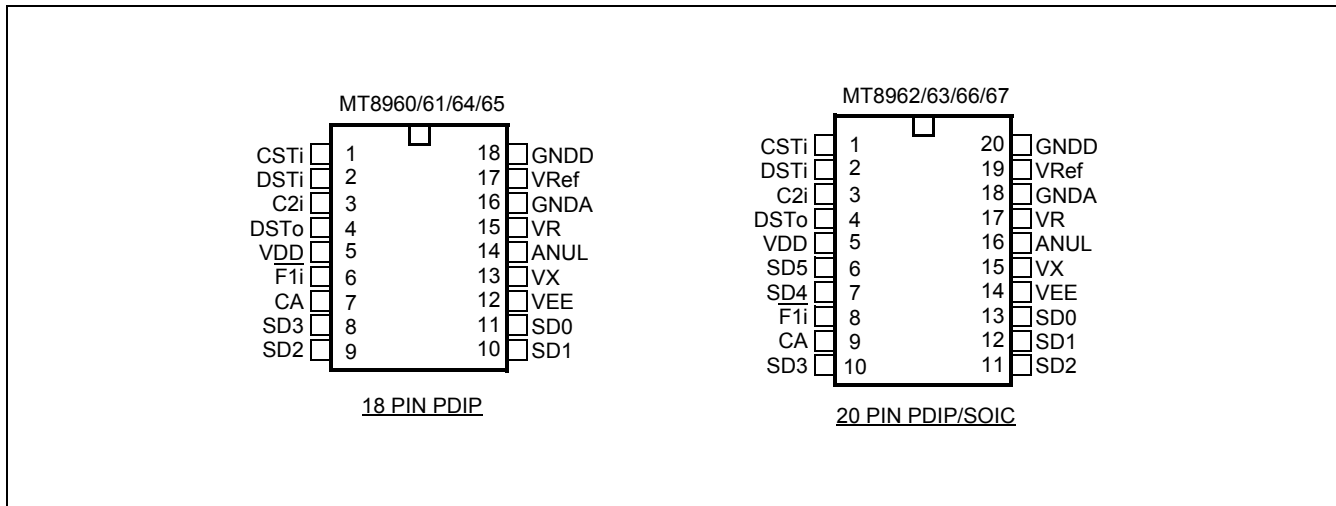 MT8960/61/64/65
CSTi 1 18 GNDD
DSTi 2 17 VRef
C2i 3 16 GNDA
DSTo 4 15 VR
VDD 5 14 ANUL
F1i 6 13 VX
CA 7 12 VEE
SD3 8 11 SD0
SD2 9 10 SD1
18 PIN PDIP
MT8962/63/66/67
CSTi 1 20 GNDD
DSTi 2 19 VRef
C2i 3 18 GNDA
DSTo 4 17 VR
VDD 5 16 ANUL
SD5 6 15 VX
SD4 7 14 VEE
F1i 8 13 SD0
CA 9 12 SD1
SD3 10 11 SD2
20 PIN PDIP/SOIC